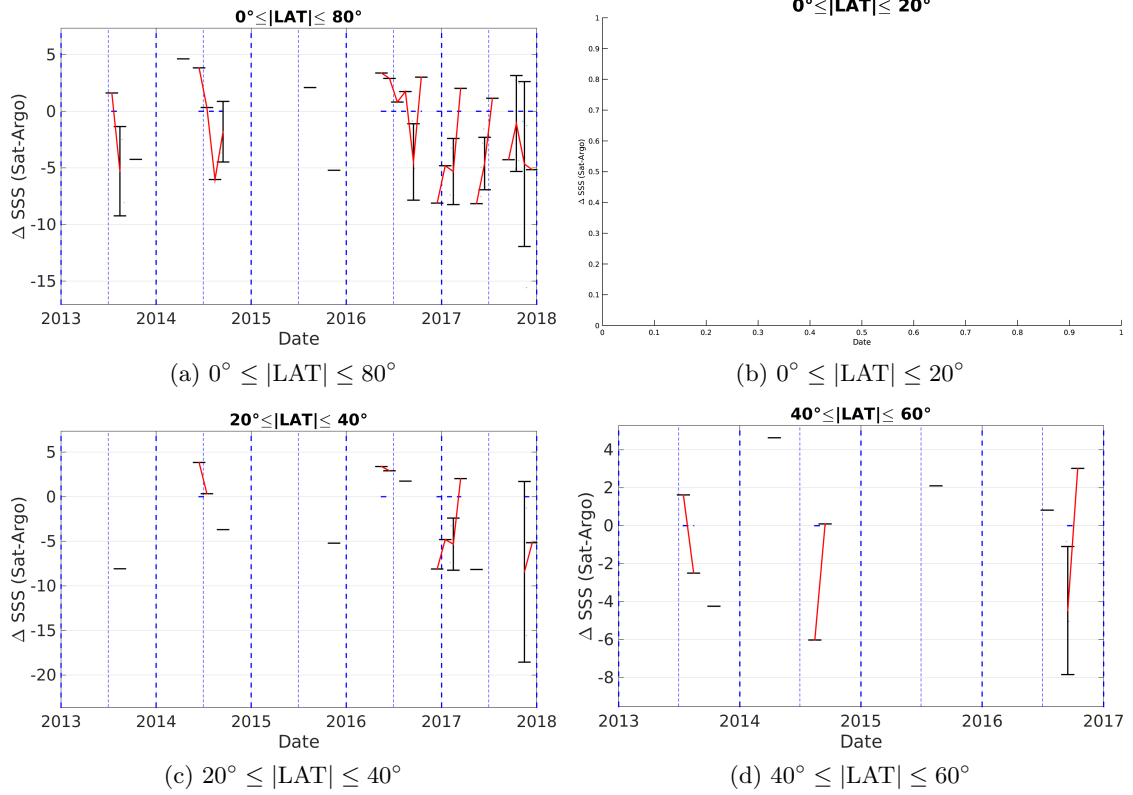 0°≤|LAT|≤ 80°
5
0
-5
-10
-15
Δ SSS (Sat-Argo)
2013 2014 2015 2016 2017 2018
Date
(a) 0° ≤ |LAT| ≤ 80°
0°≤|LAT|≤ 20°
1
0.9
0.8
0.7
0.6
0.5
0.4
0.3
0.2
0.1
0
Δ SSS (Sat-Argo)
0 0.1 0.2 0.3 0.4 0.5 0.6 0.7 0.8 0.9 1
Date
(b) 0° ≤ |LAT| ≤ 20°
20°≤|LAT|≤ 40°
5
0
-5
-10
-15
-20
Δ SSS (Sat-Argo)
2013 2014 2015 2016 2017 2018
Date
(c) 20° ≤ |LAT| ≤ 40°
40°≤|LAT|≤ 60°
4
2
0
-2
-4
-6
-8
Δ SSS (Sat-Argo)
2013 2014 2015 2016 2017
Date
(d) 40° ≤ |LAT| ≤ 60°